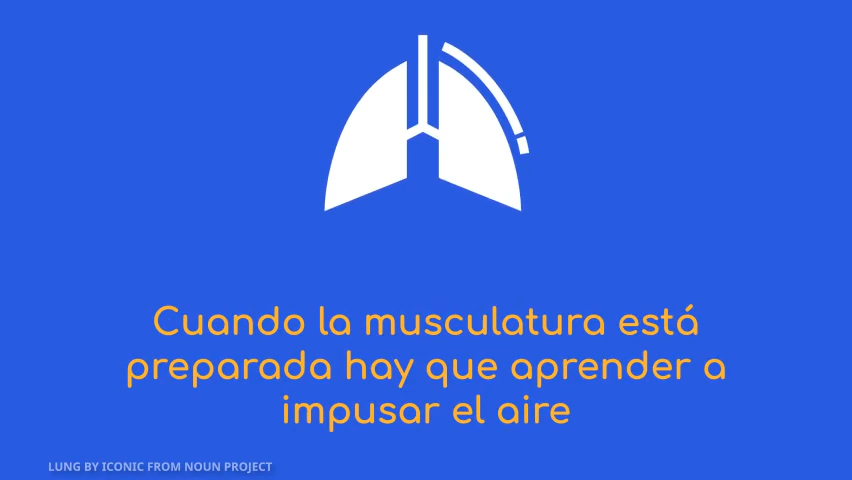 Cuando la musculatura está
preparada hay que aprender a
impusar el aire
LUNG BY ICONIC FROM NOUN PROJECT